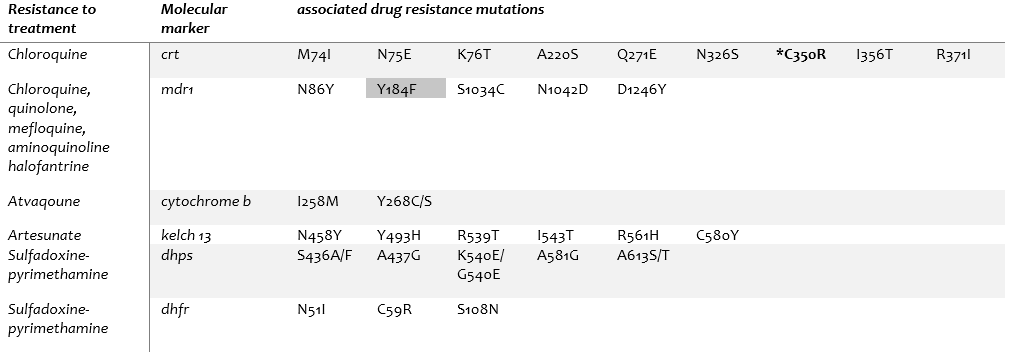 Resistance to treatment	Molecular marker	associated drug resistance mutations
Chloroquine	crt	M74I	N75E	K76T	A220S	Q271E	N326S	*C350R	I356T	R371I
Chloroquine, quinolone, mefloquine, aminoquinoline halofantrine	mdr1	N86Y	Y184F	S1034C	N1042D	D1246Y
Atvaqoune	cytochrome b	I258M	Y268C/S
Artesunate	kelch 13	N458Y	Y493H	R539T	I543T	R561H	C580Y
Sulfadoxine-pyrimethamine	dhps	S436A/F	A437G	K540E/ G540E	A581G	A613S/T
Sulfadoxine-pyrimethamine	dhfr	N51I	C59R	S108N